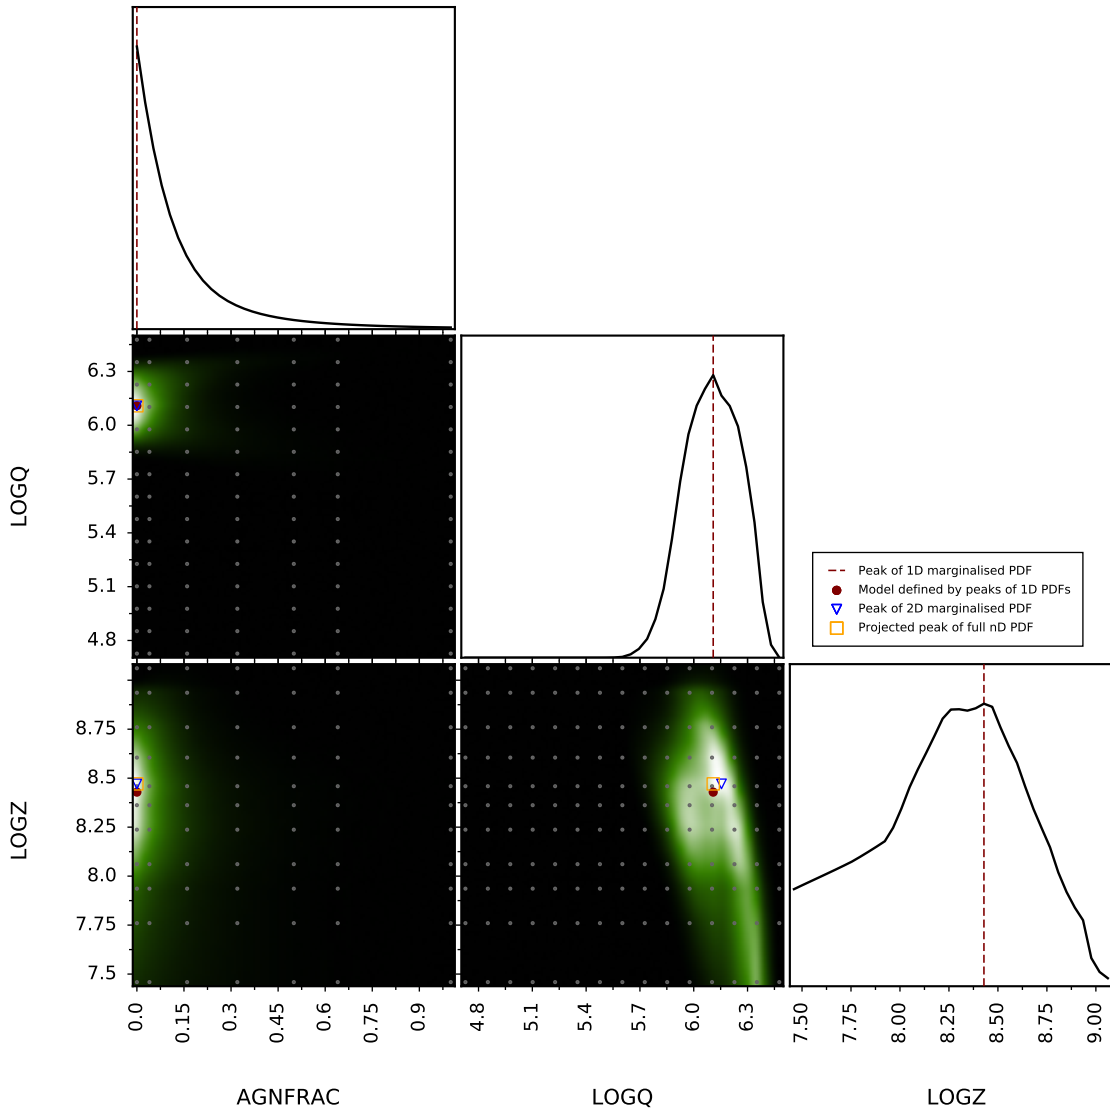 6.3
6.0
5.7
5.4
5.1
4.8
LOGQ
Peak of 1D marginalised PDF
Model defined by peaks of 1D PDFs
Peak of 2D marginalised PDF
Projected peak of full nD PDF
8.75
8.5
8.25
8.0
7.75
7.5
LOGZ
0.0 0.15 0.3 0.45 0.6 0.75 0.9
4.8 5.1 5.4 5.7 6.0 6.3
7.50 7.75 8.00 8.25 8.50 8.75 9.00
AGNFRAC LOGQ LOGZ